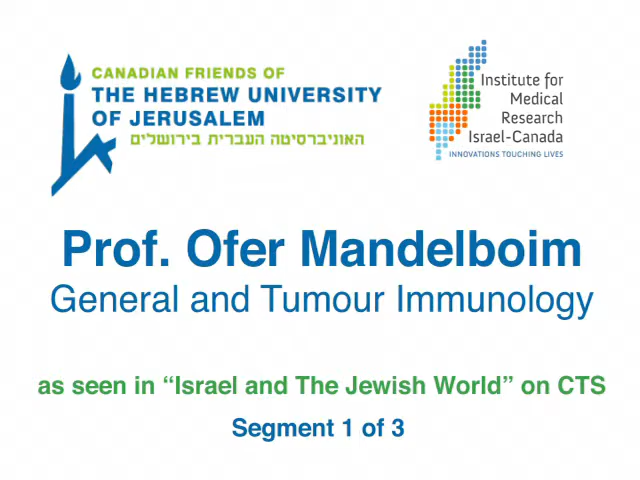 CANADIAN FRIENDS OF
THE HEBREW UNIVERSITY
OF JERUSALEM
האוניברסיטה העברית בירושלים
Institute for
Medical
Research
Israel-Canada
INNOVATIONS TOUCHING LIVES
Prof. Ofer Mandelboim
General and Tumour Immunology
as seen in “Israel and The Jewish World” on CTS
Segment 1 of 3